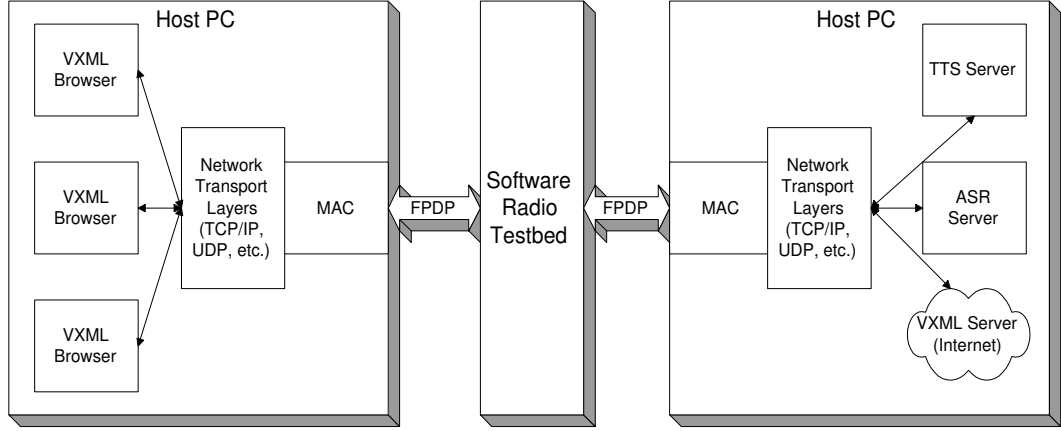 Host PC
VXML
Browser
VXML
Browser
VXML
Browser
Network
Transport
Layers
(TCP/IP,
UDP, etc.)
MAC
FPDP
Software
Radio
Testbed
FPDP
Host PC
MAC
Network
Transport
Layers
(TCP/IP,
UDP, etc.)
TTS Server
ASR
Server
VXML Server
(Internet)